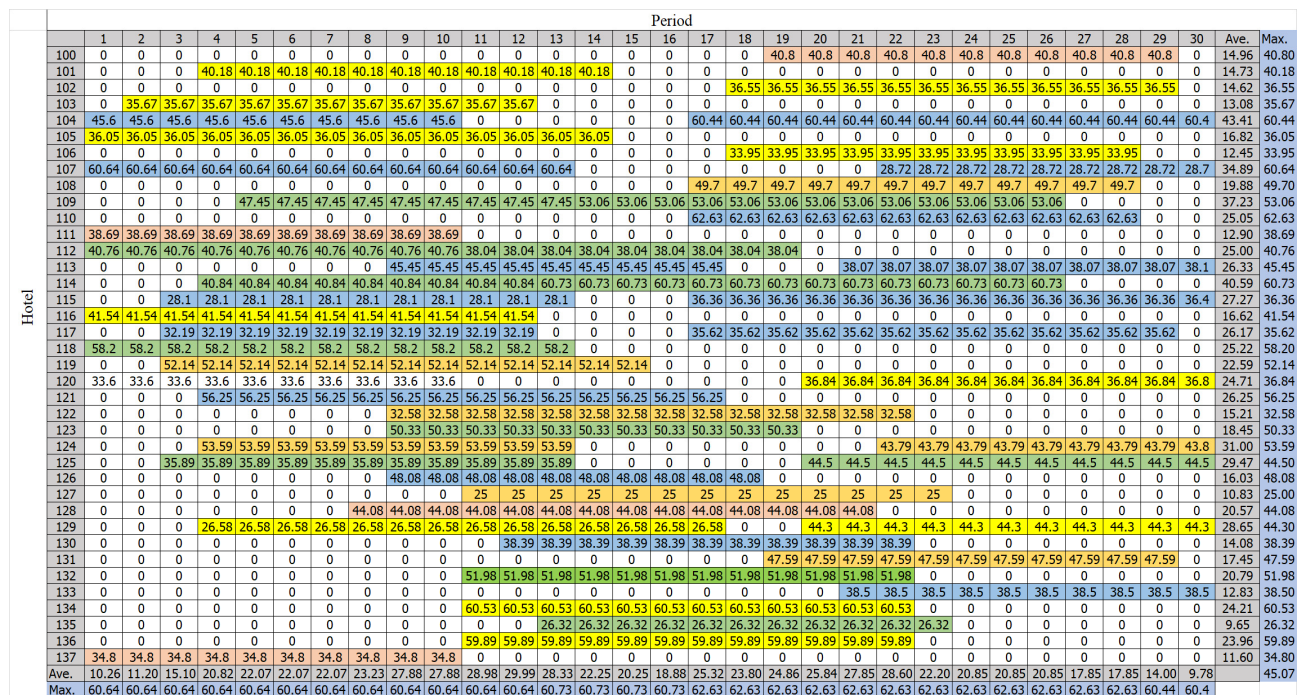 Period
1 2 3 4 5 6 7 8 9 10 11 12 13 14 15 16 17 18 19 20 21 22 23 24 25 26 27 28 29 30 Ave. Max.
Hotel
100 0 0 0 0 0 0 0 0 0 0 0 0 0 0 0 0 0 0 40.8 40.8 40.8 40.8 40.8 40.8 40.8 40.8 40.8 40.8 40.8 0 14.96 40.80
101 0 0 0 40.18 40.18 40.18 40.18 40.18 40.18 40.18 40.18 40.18 40.18 40.18 0 0 0 0 0 0 0 0 0 0 0 0 0 0 0 0 14.73 40.18
102 0 0 0 0 0 0 0 0 0 0 0 0 0 0 0 0 0 36.55 36.55 36.55 36.55 36.55 36.55 36.55 36.55 36.55 36.55 36.55 36.55 0 14.62 36.55
103 0 35.67 35.67 35.67 35.67 35.67 35.67 35.67 35.67 35.67 35.67 35.67 0 0 0 0 0 0 0 0 0 0 0 0 0 0 0 0 0 0 13.08 35.67
104 45.6 45.6 45.6 45.6 45.6 45.6 45.6 45.6 45.6 45.6 0 0 0 0 0 0 60.44 60.44 60.44 60.44 60.44 60.44 60.44 60.44 60.44 60.44 60.44 60.44 60.44 60.4 43.41 60.44
105 36.05 36.05 36.05 36.05 36.05 36.05 36.05 36.05 36.05 36.05 36.05 36.05 36.05 36.05 0 0 0 0 0 0 0 0 0 0 0 0 0 0 0 0 16.82 36.05
106 0 0 0 0 0 0 0 0 0 0 0 0 0 0 0 0 0 33.95 33.95 33.95 33.95 33.95 33.95 33.95 33.95 33.95 33.95 33.95 0 0 12.45 33.95
107 60.64 60.64 60.64 60.64 60.64 60.64 60.64 60.64 60.64 60.64 60.64 60.64 60.64 0 0 0 0 0 0 0 0 28.72 28.72 28.72 28.72 28.72 28.72 28.72 28.72 28.7 34.89 60.64
108 0 0 0 0 0 0 0 0 0 0 0 0 0 0 0 0 49.7 49.7 49.7 49.7 49.7 49.7 49.7 49.7 49.7 49.7 49.7 49.7 0 0 19.88 49.70
109 0 0 0 0 47.45 47.45 47.45 47.45 47.45 47.45 47.45 47.45 47.45 53.06 53.06 53.06 53.06 53.06 53.06 53.06 53.06 53.06 53.06 53.06 53.06 53.06 0 0 0 0 37.23 53.06
110 0 0 0 0 0 0 0 0 0 0 0 0 0 0 0 0 62.63 62.63 62.63 62.63 62.63 62.63 62.63 62.63 62.63 62.63 62.63 62.63 0 0 25.05 62.63
111 38.69 38.69 38.69 38.69 38.69 38.69 38.69 38.69 38.69 38.69 0 0 0 0 0 0 0 0 0 0 0 0 0 0 0 0 0 0 0 0 12.90 38.69
112 40.76 40.76 40.76 40.76 40.76 40.76 40.76 40.76 40.76 40.76 38.04 38.04 38.04 38.04 38.04 38.04 38.04 38.04 38.04 0 0 0 0 0 0 0 0 0 0 0 25.00 40.76
113 0 0 0 0 0 0 0 0 45.45 45.45 45.45 45.45 45.45 45.45 45.45 45.45 45.45 0 0 0 38.07 38.07 38.07 38.07 38.07 38.07 38.07 38.07 38.07 38.1 26.33 45.45
114 0 0 0 40.84 40.84 40.84 40.84 40.84 40.84 40.84 40.84 40.84 60.73 60.73 60.73 60.73 60.73 60.73 60.73 60.73 60.73 60.73 60.73 60.73 60.73 60.73 0 0 0 0 40.59 60.73
115 0 0 28.1 28.1 28.1 28.1 28.1 28.1 28.1 28.1 28.1 28.1 28.1 0 0 0 36.36 36.36 36.36 36.36 36.36 36.36 36.36 36.36 36.36 36.36 36.36 36.36 36.36 36.4 27.27 36.36
116 41.54 41.54 41.54 41.54 41.54 41.54 41.54 41.54 41.54 41.54 41.54 41.54 0 0 0 0 0 0 0 0 0 0 0 0 0 0 0 0 0 0 16.62 41.54
117 0 0 32.19 32.19 32.19 32.19 32.19 32.19 32.19 32.19 32.19 32.19 0 0 0 0 35.62 35.62 35.62 35.62 35.62 35.62 35.62 35.62 35.62 35.62 35.62 35.62 35.62 0 26.17 35.62
118 58.2 58.2 58.2 58.2 58.2 58.2 58.2 58.2 58.2 58.2 58.2 58.2 58.2 0 0 0 0 0 0 0 0 0 0 0 0 0 0 0 0 0 25.22 58.20
119 0 0 52.14 52.14 52.14 52.14 52.14 52.14 52.14 52.14 52.14 52.14 52.14 52.14 52.14 0 0 0 0 0 0 0 0 0 0 0 0 0 0 0 22.59 52.14
120 33.6 33.6 33.6 33.6 33.6 33.6 33.6 33.6 33.6 33.6 0 0 0 0 0 0 0 0 0 36.84 36.84 36.84 36.84 36.84 36.84 36.84 36.84 36.84 36.84 36.8 24.71 36.84
121 0 0 0 56.25 56.25 56.25 56.25 56.25 56.25 56.25 56.25 56.25 56.25 56.25 56.25 56.25 56.25 0 0 0 0 0 0 0 0 0 0 0 0 0 26.25 56.25
122 0 0 0 0 0 0 0 0 32.58 32.58 32.58 32.58 32.58 32.58 32.58 32.58 32.58 32.58 32.58 32.58 32.58 32.58 0 0 0 0 0 0 0 0 15.21 32.58
123 0 0 0 0 0 0 0 0 50.33 50.33 50.33 50.33 50.33 50.33 50.33 50.33 50.33 50.33 50.33 0 0 0 0 0 0 0 0 0 0 0 18.45 50.33
124 0 0 0 53.59 53.59 53.59 53.59 53.59 53.59 53.59 53.59 53.59 53.59 0 0 0 0 0 0 0 0 43.79 43.79 43.79 43.79 43.79 43.79 43.79 43.79 43.8 31.00 53.59
125 0 0 35.89 35.89 35.89 35.89 35.89 35.89 35.89 35.89 35.89 35.89 35.89 0 0 0 0 0 0 44.5 44.5 44.5 44.5 44.5 44.5 44.5 44.5 44.5 44.5 44.5 29.47 44.50
126 0 0 0 0 0 0 0 0 48.08 48.08 48.08 48.08 48.08 48.08 48.08 48.08 48.08 48.08 0 0 0 0 0 0 0 0 0 0 0 0 16.03 48.08
127 0 0 0 0 0 0 0 0 0 0 25 25 25 25 25 25 25 25 25 25 25 25 25 0 0 0 0 0 0 0 10.83 25.00
128 0 0 0 0 0 0 0 44.08 44.08 44.08 44.08 44.08 44.08 44.08 44.08 44.08 44.08 44.08 44.08 44.08 44.08 0 0 0 0 0 0 0 0 0 20.57 44.08
129 0 0 0 26.58 26.58 26.58 26.58 26.58 26.58 26.58 26.58 26.58 26.58 26.58 26.58 26.58 26.58 0 0 44.3 44.3 44.3 44.3 44.3 44.3 44.3 44.3 44.3 44.3 44.3 28.65 44.30
130 0 0 0 0 0 0 0 0 0 0 0 38.39 38.39 38.39 38.39 38.39 38.39 38.39 38.39 38.39 38.39 38.39 0 0 0 0 0 0 0 0 14.08 38.39
131 0 0 0 0 0 0 0 0 0 0 0 0 0 0 0 0 0 0 47.59 47.59 47.59 47.59 47.59 47.59 47.59 47.59 47.59 47.59 47.59 0 17.45 47.59
132 0 0 0 0 0 0 0 0 0 0 51.98 51.98 51.98 51.98 51.98 51.98 51.98 51.98 51.98 51.98 51.98 51.98 0 0 0 0 0 0 0 0 20.79 51.98
133 0 0 0 0 0 0 0 0 0 0 0 0 0 0 0 0 0 0 0 0 38.5 38.5 38.5 38.5 38.5 38.5 38.5 38.5 38.5 38.5 12.83 38.50
134 0 0 0 0 0 0 0 0 0 0 60.53 60.53 60.53 60.53 60.53 60.53 60.53 60.53 60.53 60.53 60.53 60.53 0 0 0 0 0 0 0 0 24.21 60.53
135 0 0 0 0 0 0 0 0 0 0 0 0 26.32 26.32 26.32 26.32 26.32 26.32 26.32 26.32 26.32 26.32 26.32 0 0 0 0 0 0 0 9.65 26.32
136 0 0 0 0 0 0 0 0 0 0 59.89 59.89 59.89 59.89 59.89 59.89 59.89 59.89 59.89 59.89 59.89 59.89 0 0 0 0 0 0 0 0 23.96 59.89
137 34.8 34.8 34.8 34.8 34.8 34.8 34.8 34.8 34.8 34.8 0 0 0 0 0 0 0 0 0 0 0 0 0 0 0 0 0 0 0 0 11.60 34.80
Ave. 10.26 11.20 15.10 20.82 22.07 22.07 22.07 23.23 27.88 27.88 28.98 29.99 28.33 22.25 20.25 18.88 25.32 23.80 24.86 25.84 27.85 28.60 22.20 20.85 20.85 20.85 17.85 17.85 14.00 9.78 45.07
Max. 60.64 60.64 60.64 60.64 60.64 60.64 60.64 60.64 60.64 60.64 60.64 60.64 60.73 60.73 60.73 60.73 62.63 62.63 62.63 62.63 62.63 62.63 62.63 62.63 62.63 62.63 62.63 62.63 60.44 60.4